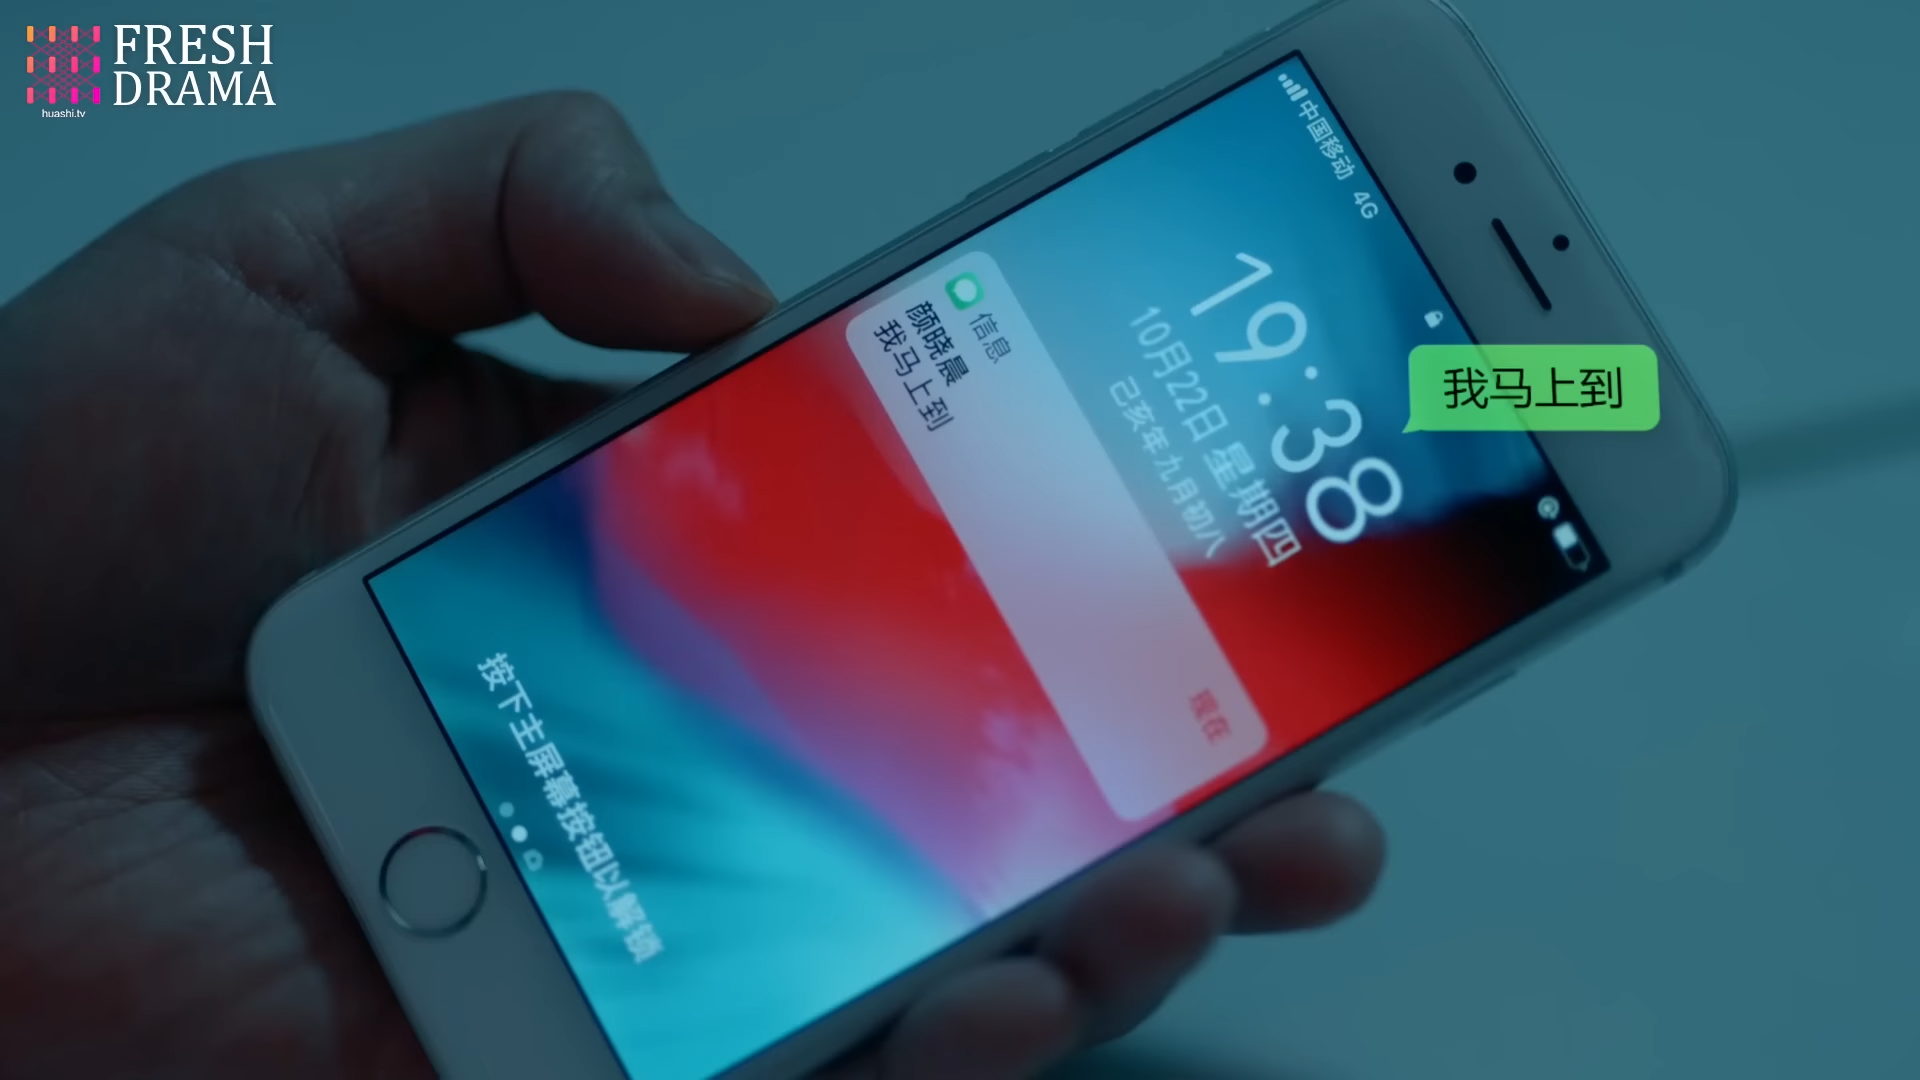 FRESH
DRAMA
huashi.tv
中国移动 4G
19:38
10月22日 星期四
己亥年九月初八
信息
现在
颜晓晨
我马上到
我马上到
按下主屏幕按钮以解锁